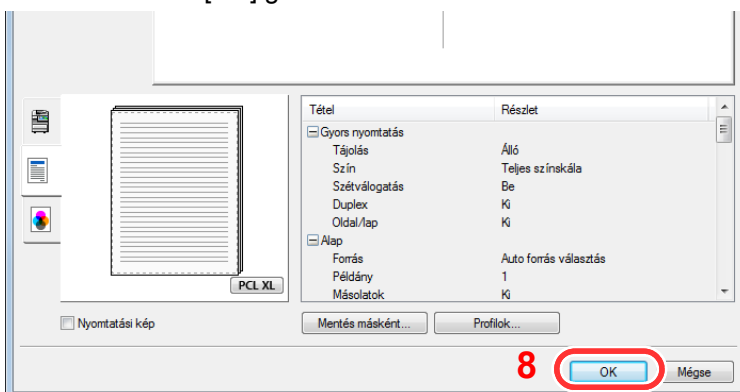 Tétel Részlet
Gyors nyomtatás
Tájolás Álló
Szín Teljes színskála
Szétválogatás Be
Duplex Ki
Oldal/lap Ki
Alap
Forrás Auto forrás választás
Példány 1
Másolatok Ki
PCL XL
Nyomtatási kép Mentés másként... Profilok...
8 OK Mégse